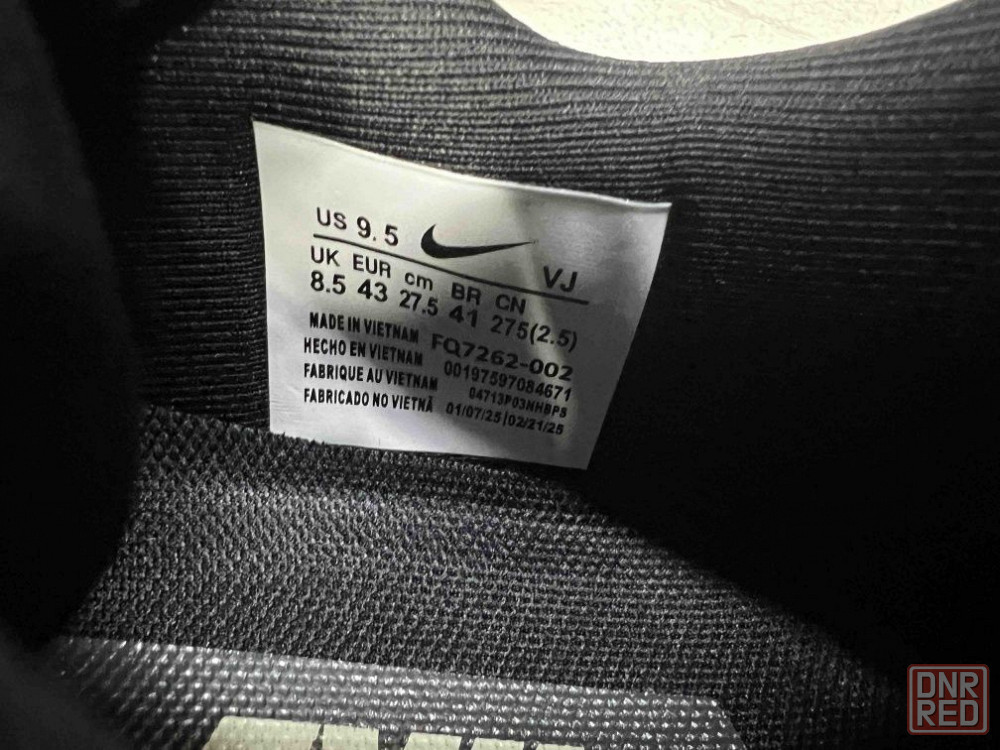 US 9.5
VJ
UK EUR cm BR CN
8.5 43 27.5 41 275(2.5)
MADE IN VIETNAM FQ7262-002
HECHO EN VIETNAM 00197597084671
FABRIQUE AU VIETNAM 04713P03NHBPS
FABRICADO NO VIETNÃ 01/07/25|02/21/25
DNR
RED